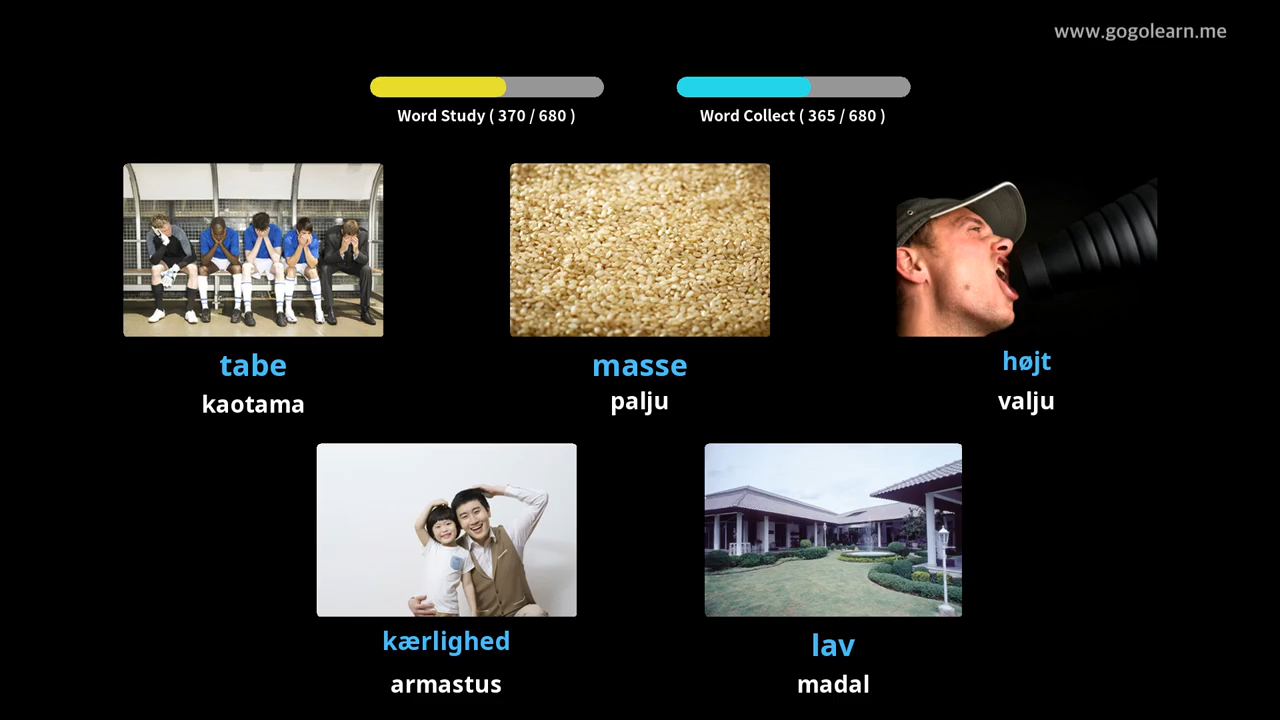 www.gogolearn.me
Word Study ( 370 / 680 )
Word Collect ( 365 / 680 )
tabe
kaotama
masse
palju
højt
valju
kærlighed
armastus
lav
madal